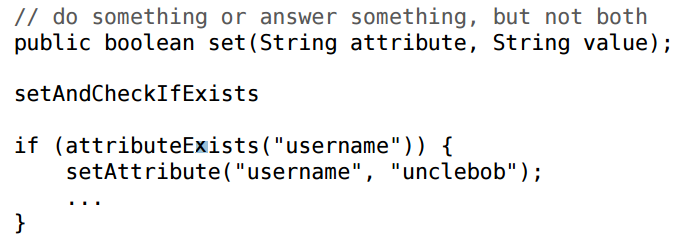 // do something or answer something, but not both
public boolean set(String attribute, String value);
setAndCheckIfExists
if (attributeExists("username")) {
    setAttribute("username", "unclebob");
    ...
}